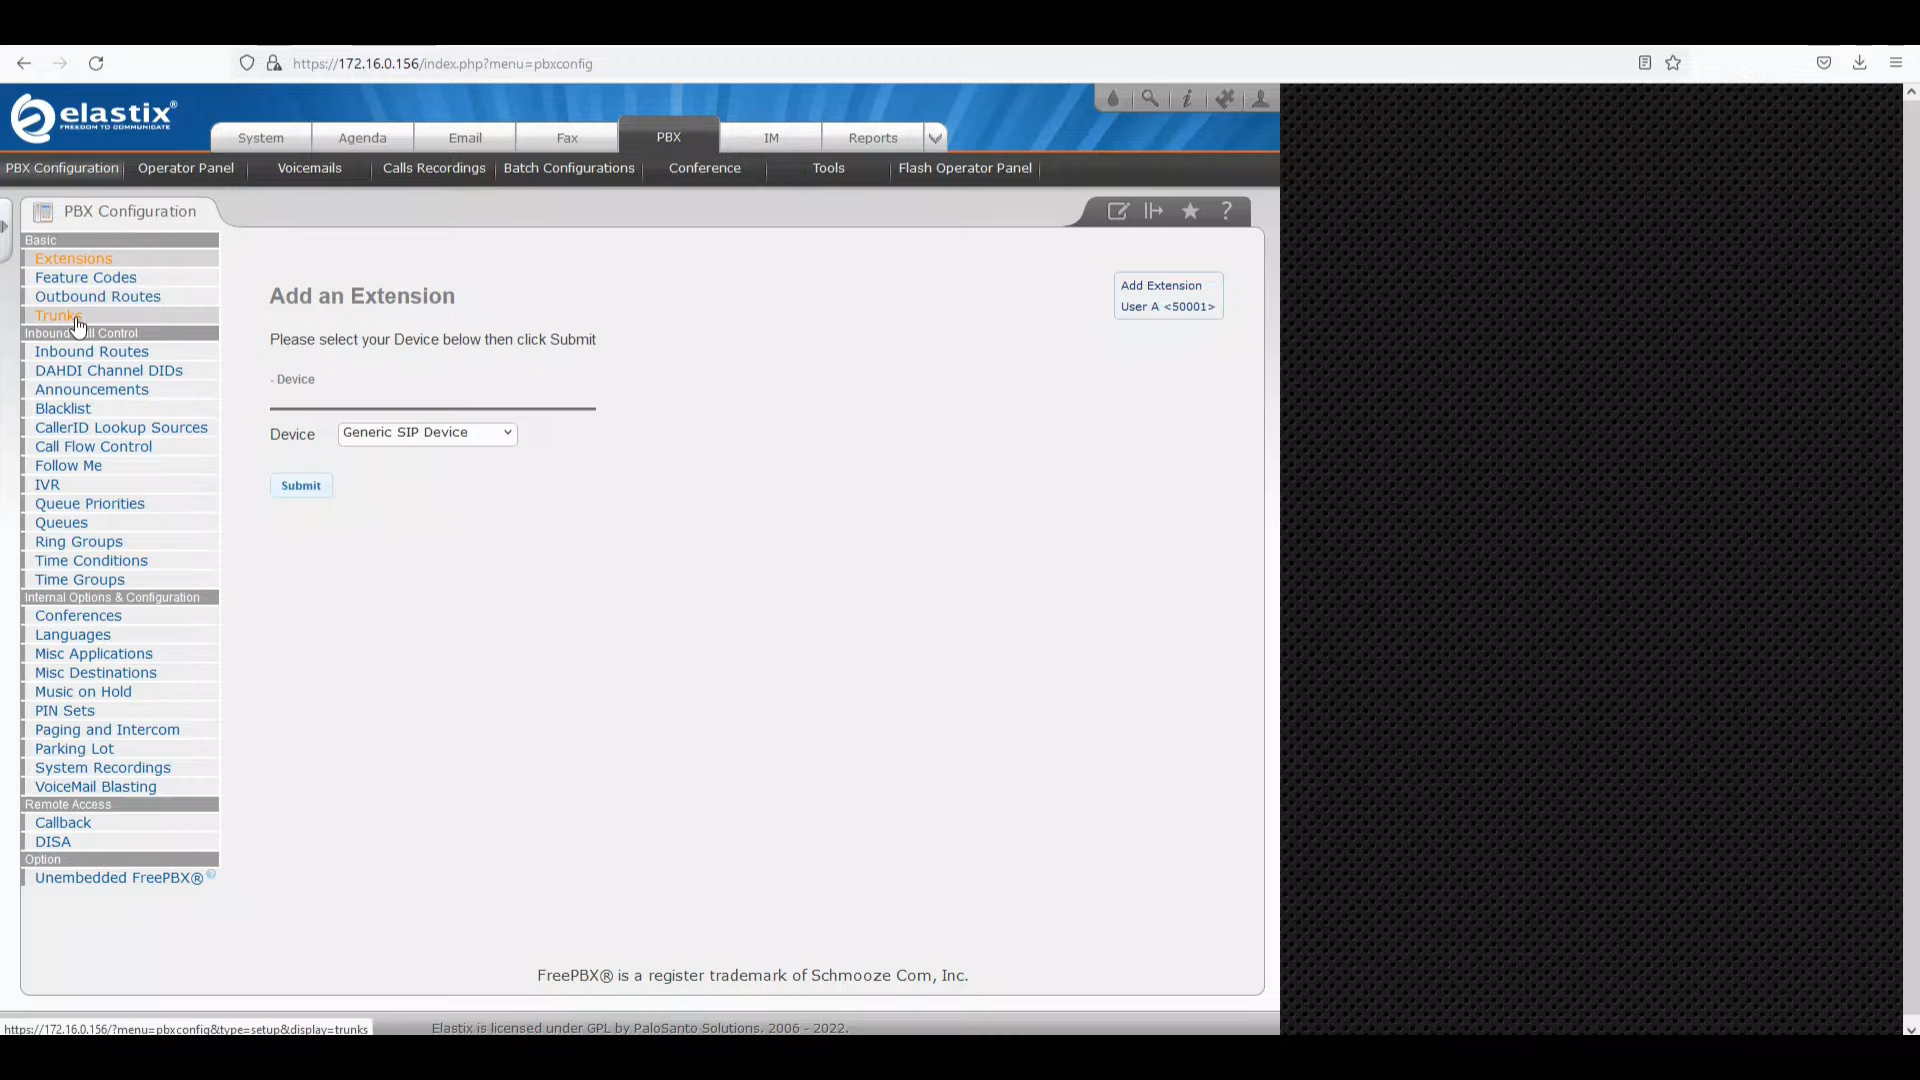 https://172.16.0.156/index.php?menu=pbxconfig
elastix®
FREEDOM TO COMMUNICATE
System
Agenda
Email
Fax
PBX
IM
Reports
PBX Configuration
Operator Panel
Voicemails
Calls Recordings
Batch Configurations
Conference
Tools
Flash Operator Panel
PBX Configuration
Basic
Extensions
Feature Codes
Outbound Routes
Trunks
Inbound Call Control
Inbound Routes
DAHDI Channel DIDs
Announcements
Blacklist
CallerID Lookup Sources
Call Flow Control
Follow Me
IVR
Queue Priorities
Queues
Ring Groups
Time Conditions
Time Groups
Internal Options & Configuration
Conferences
Languages
Misc Applications
Misc Destinations
Music on Hold
PIN Sets
Paging and Intercom
Parking Lot
System Recordings
VoiceMail Blasting
Remote Access
Callback
DISA
Option
Unembedded FreePBX®
Add an Extension
Please select your Device below then click Submit
- Device
Device
Generic SIP Device
Submit
Add Extension
User A <50001>
FreePBX® is a register trademark of Schmooze Com, Inc.
https://172.16.0.156/?menu=pbxconfig&type=setup&display=trunks
Elastix is licensed under GPL by PaloSanto Solutions. 2006 - 2022.